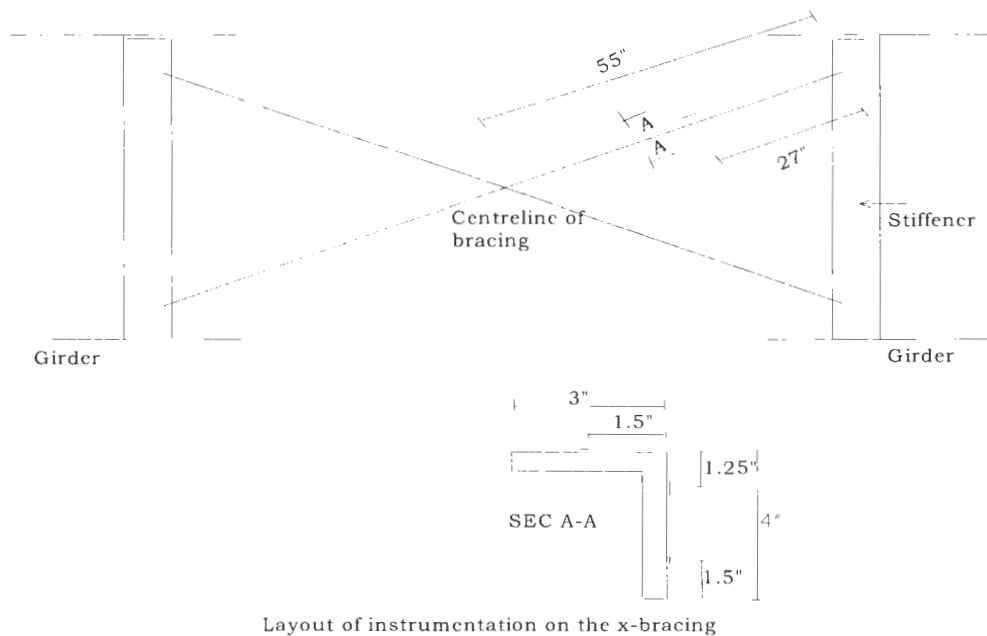 55"
A
A
27"
Centreline of
bracing
Stiffener
Girder
Girder
3"
1.5"
1.25"
SEC A-A
4"
1.5"
Layout of instrumentation on the x-bracing